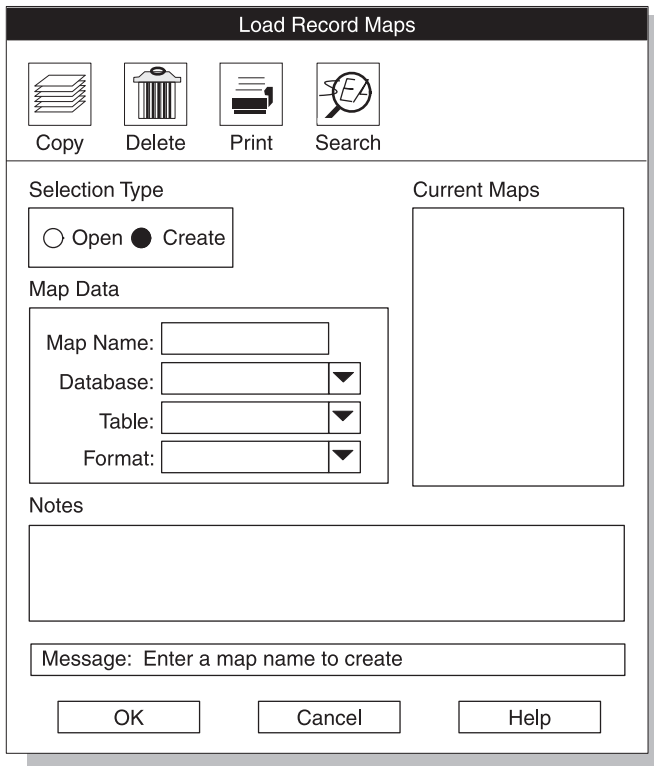 Load Record Maps
SEA
Copy Delete Print Search
Selection Type
Open Create
Current Maps
Map Data
Map Name:
Database:
Table:
Format:
Notes
Message: Enter a map name to create
OK Cancel Help